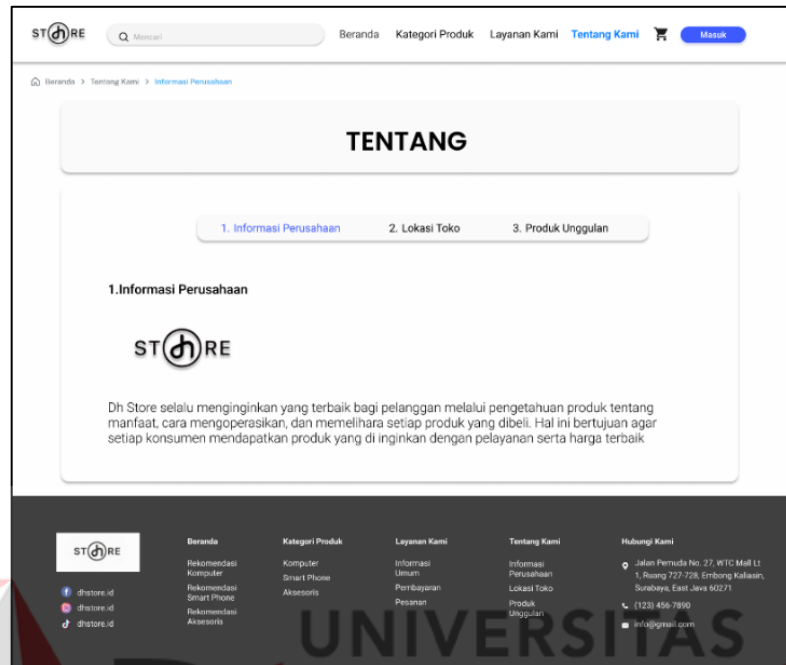 ST dh RE
Mencari
Beranda
Kategori Produk
Layanan Kami
Tentang Kami
Masuk
Beranda > Tentang Kami > Informasi Perusahaan
TENTANG
1. Informasi Perusahaan
2. Lokasi Toko
3. Produk Unggulan
1.Informasi Perusahaan
ST dh RE
Dh Store selalu menginginkan yang terbaik bagi pelanggan melalui pengetahuan produk tentang
manfaat, cara mengoperasikan, dan memelihara setiap produk yang dibeli. Hal ini bertujuan agar
setiap konsumen mendapatkan produk yang di inginkan dengan pelayanan serta harga terbaik
ST dh RE
dhstore.id
dhstore.id
dhstore.id
Beranda
Rekomendasi
Komputer
Rekomendasi
Smart Phone
Rekomendasi
Aksesoris
Kategori Produk
Komputer
Smart Phone
Aksesoris
Layanan Kami
Informasi
Umum
Pembayaran
Pesanan
Tentang Kami
Informasi
Perusahaan
Lokasi Toko
Produk
Unggulan
Hubungi Kami
Jalan Pemuda No. 27, WTC Mall Lt
1, Ruang 727-728, Embong Kaliasin,
Surabaya, East Java 60271
(123) 456-7890
info@gmail.com
UNIVERSITAS